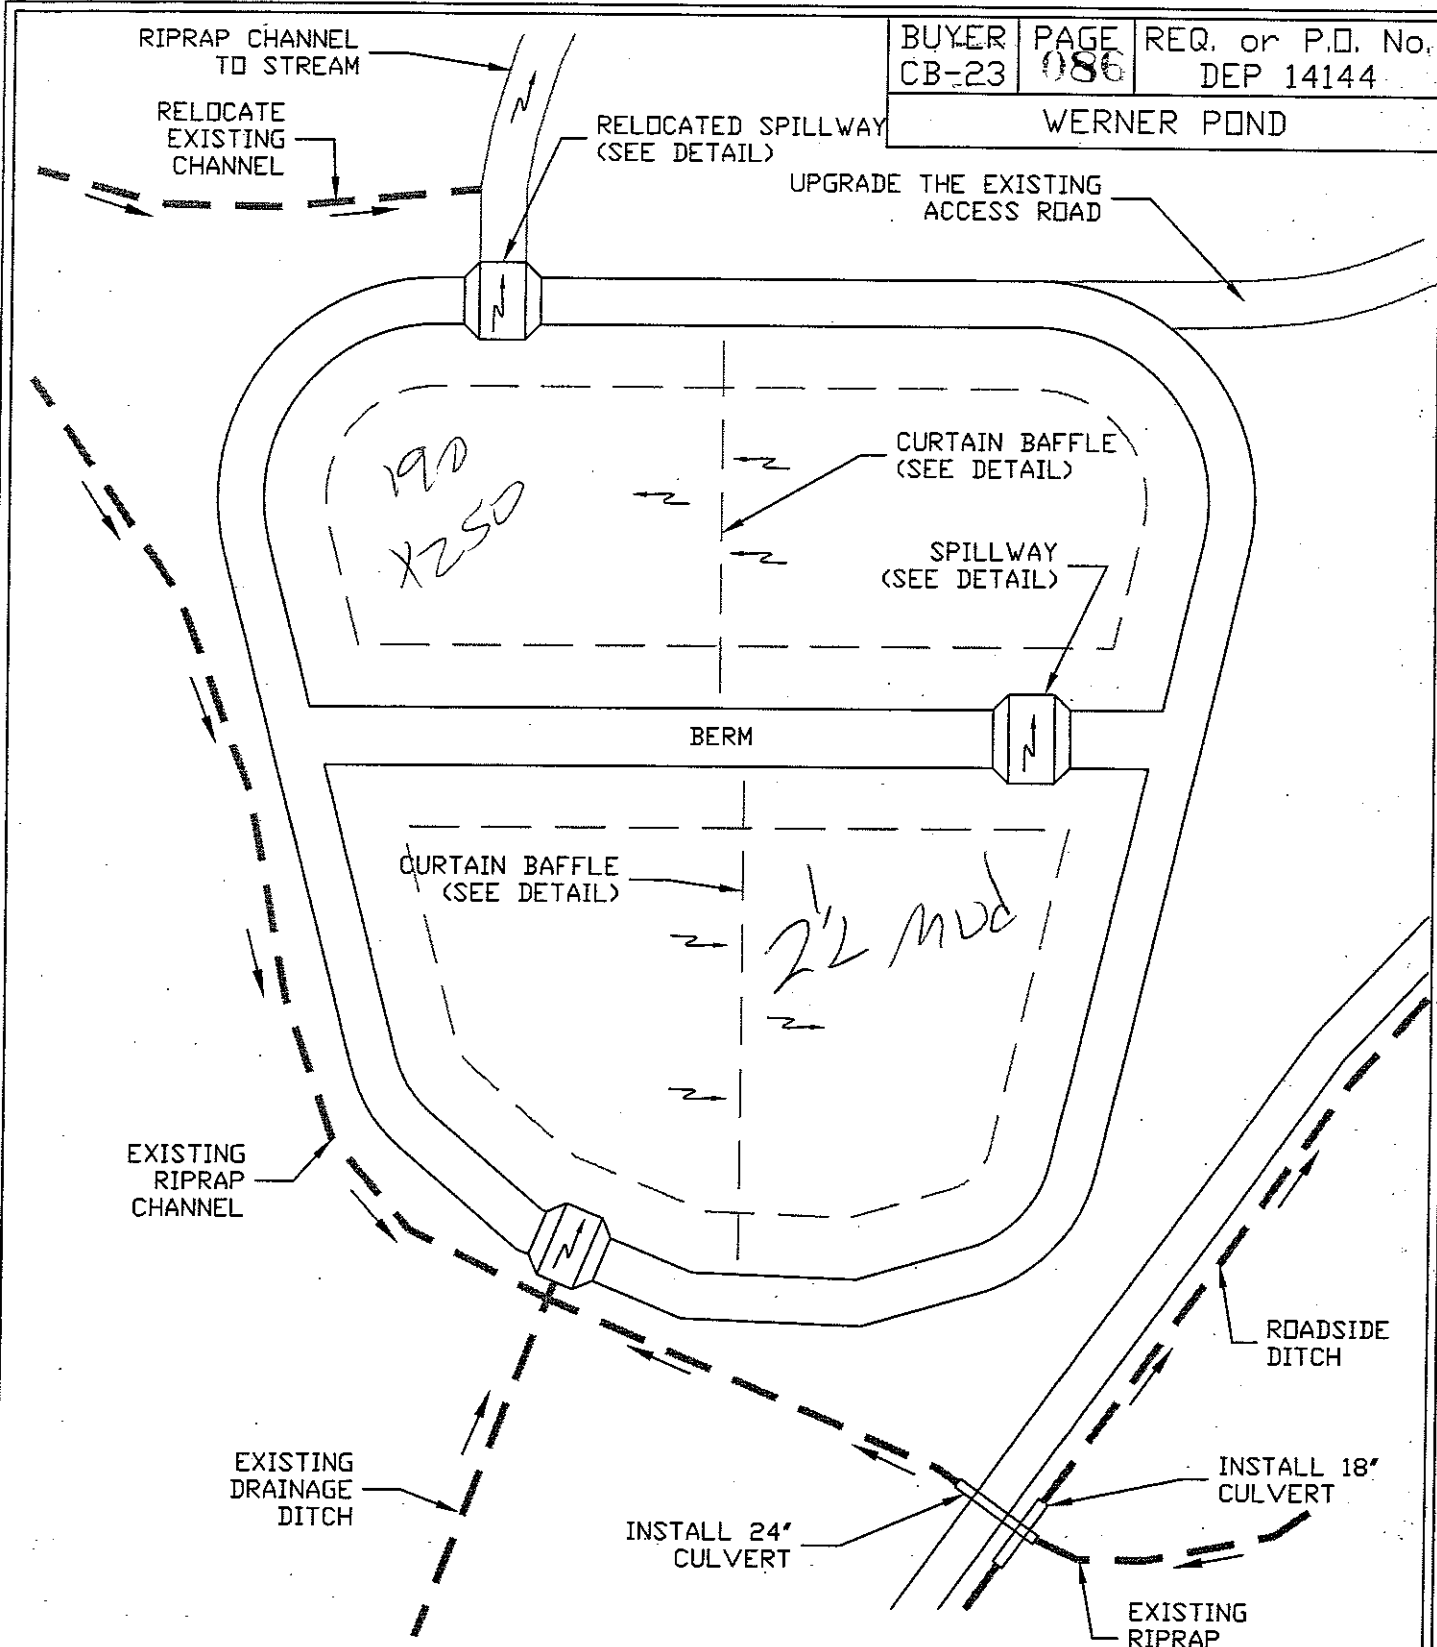 RIPRAP CHANNEL
TO STREAM
BUYER
CB-23
PAGE
086
REQ. or P.O. No.
DEP 14144
WERNER POND
RELOCATE
EXISTING
CHANNEL
RELOCATED SPILLWAY
(SEE DETAIL)
UPGRADE THE EXISTING
ACCESS ROAD
190
X250
CURTAIN BAFFLE
(SEE DETAIL)
SPILLWAY
(SEE DETAIL)
BERM
CURTAIN BAFFLE
(SEE DETAIL)
2 1/2 MUD
EXISTING
RIPRAP
CHANNEL
ROADSIDE
DITCH
EXISTING
DRAINAGE
DITCH
INSTALL 24"
CULVERT
INSTALL 18"
CULVERT
EXISTING
RIPRAP